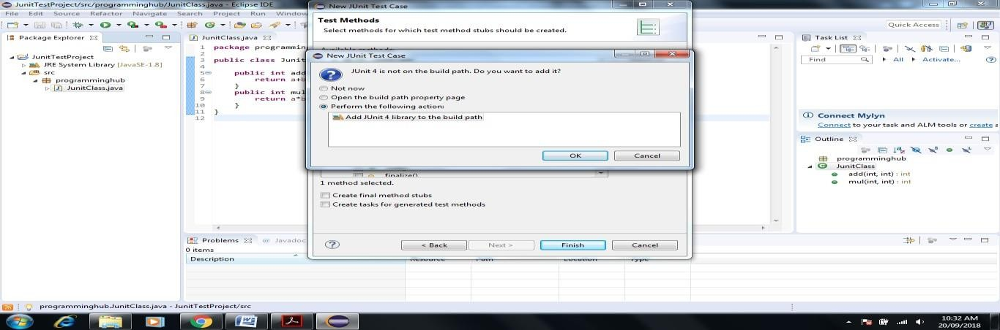 JunitTestProject/src/programminghub/JunitClass.java - Eclipse IDE
File Edit Source Refactor Navigate Search Project Run Window
Quick Access
Package Explorer
JunitTestProject
JRE System Library [JavaSE-1.8]
src
programminghub
JunitClass.java
JunitClass.java
1 package programmin
2
3 public class Junit
4
5 public int add
6 return a+b
7 }
8 public int mul
9 return a*b
10 }
11 }
12
New JUnit Test Case
Test Methods
Select methods for which test method stubs should be created.
Available methods:
New JUnit Test Case
JUnit 4 is not on the build path. Do you want to add it?
Not now
Open the build path property page
Perform the following action:
Add JUnit 4 library to the build path
OK Cancel
finalize()
1 method selected.
Create final method stubs
Create tasks for generated test methods
< Back Next > Finish Cancel
Task List
Find All Activate...
Connect Mylyn
Connect to your task and ALM tools or create a
Outline
programminghub
JunitClass
add(int, int) : int
mul(int, int) : int
Problems @ Javadoc
0 items
Description Resource Path Location Type
programminghub.JunitClass.java - JunitTestProject/src
10:32 AM
20/09/2018